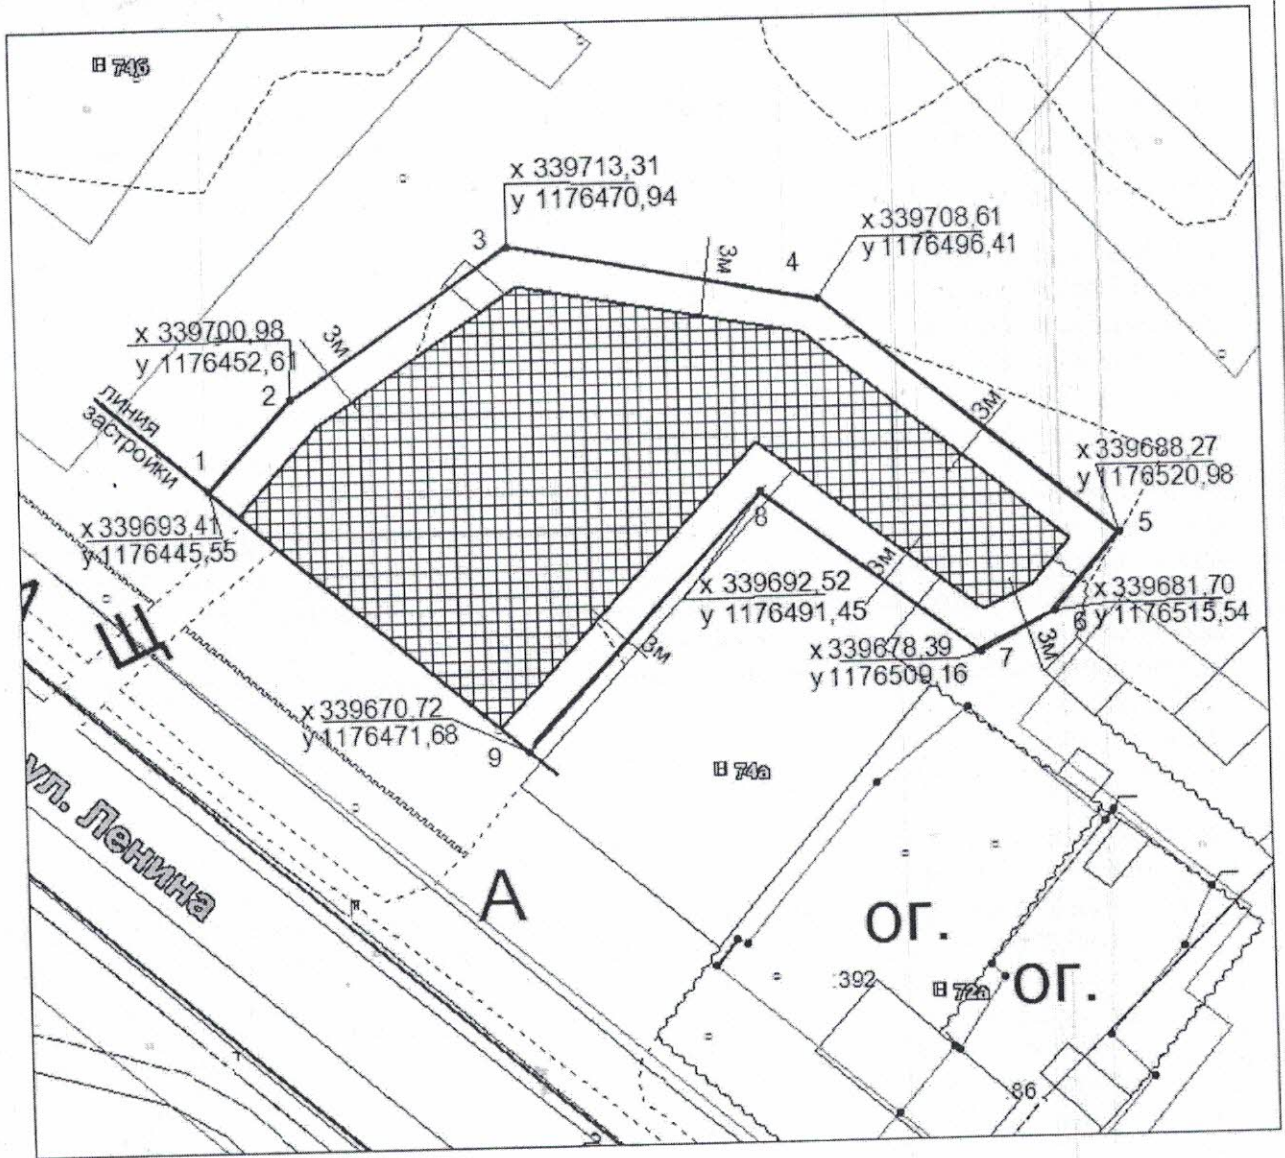 Н 74б
x 339713,31
y 1176470,94
3
3м
4
x 339708,61
y 1176496,41
x 339700,98
y 1176452,61
3м
2
3м
линия
застройки
1
x 339688,27
y 1176520,98
5
x 339693,41
y 1176445,55
8
3м
x 339692,52
y 1176491,45
x 339681,70
y 1176515,54
6
Щ
3м
x 339678,39
y 1176509,16
7
3м
x 339670,72
y 1176471,68
9
Н 74а
ул. Ленина
А
ог.
392
Н 72а
ог.
86